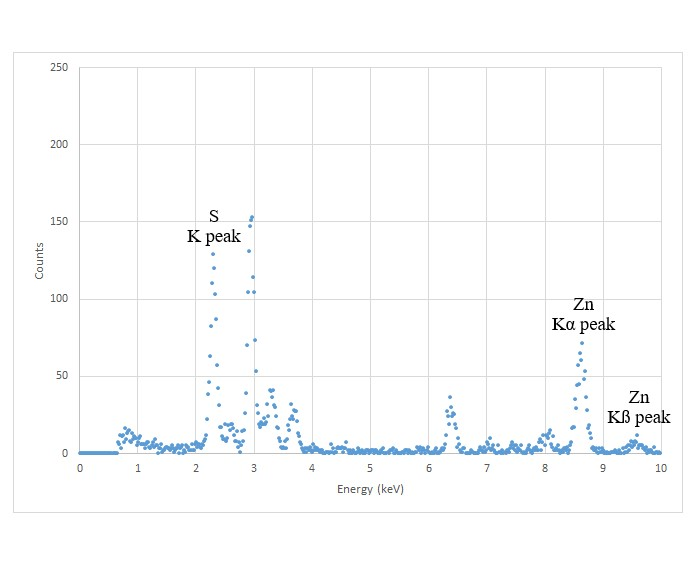 250
200
150
100
50
0
Counts
S
K peak
Zn
Kα peak
Zn
Kß peak
0 1 2 3 4 5 6 7 8 9 10
Energy (keV)